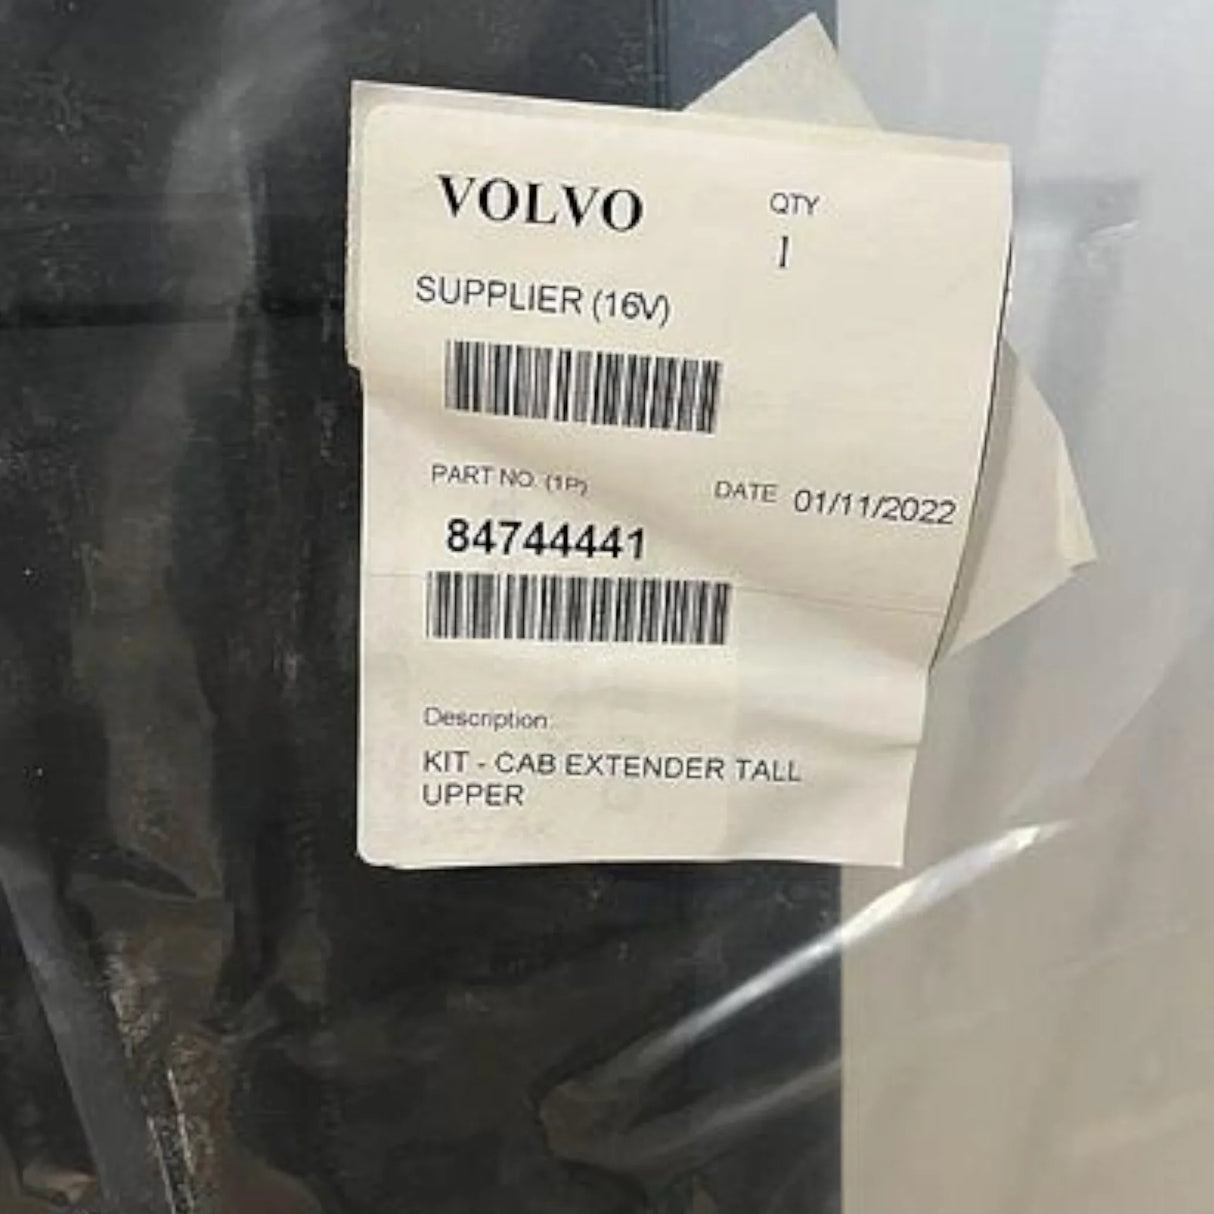 VOLVO
QTY
1
SUPPLIER (16V)
PART NO. (1P)
DATE 01/11/2022
84744441
Description:
KIT - CAB EXTENDER TALL
UPPER